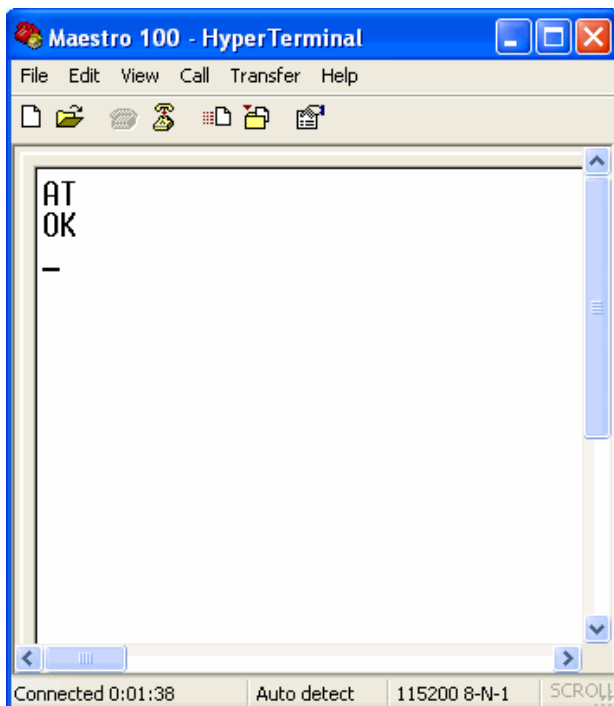 Maestro 100 - HyperTerminal
File Edit View Call Transfer Help
AT
OK
Connected 0:01:38 Auto detect 115200 8-N-1 SCROLL